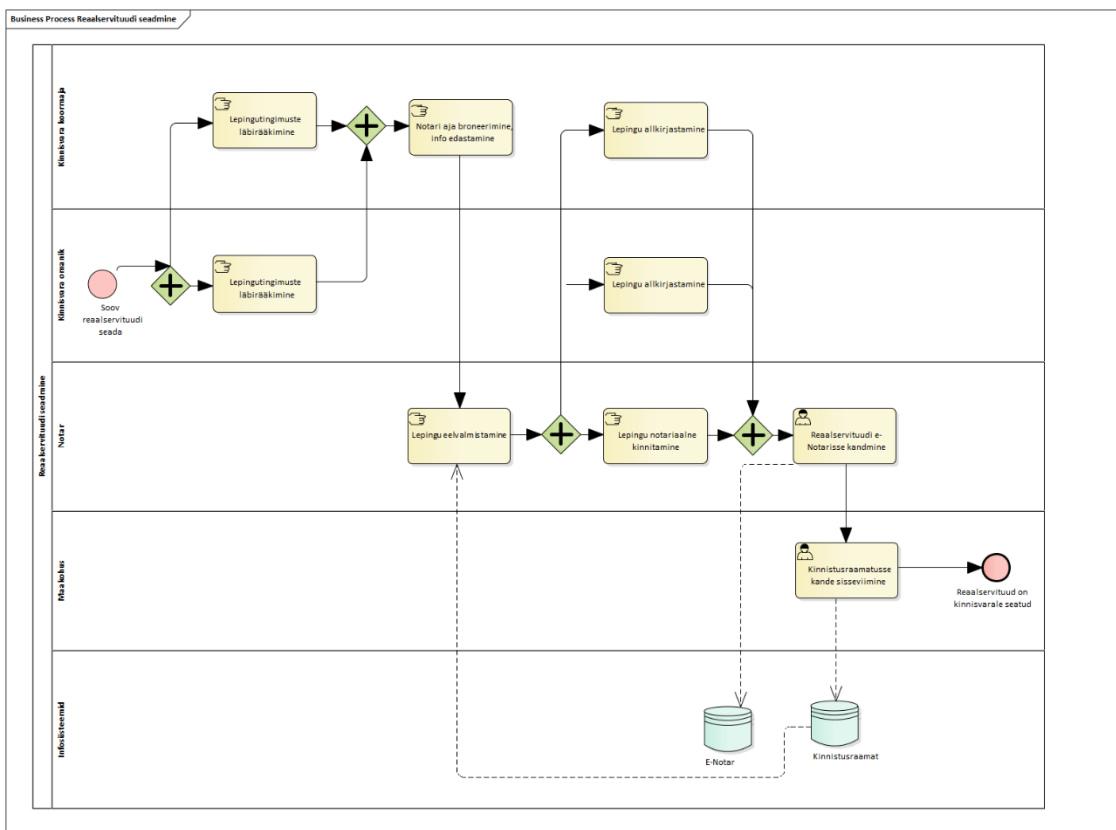 Business Process Reaalservituudi seadmine
Reaalservituudi seadmine
Kinnisvara koormaja
Lepingutingimuste
läbirääkimine
Notari aja broneerimine,
info edastamine
Lepingu allkirjastamine
Kinnisvara omanik
Soov
reaalservituudi
seada
Lepingutingimuste
läbirääkimine
Lepingu allkirjastamine
Notar
Lepingu eelvalmistamine
Lepingu notariaalne
kinnitamine
Reaalservituudi e-
Notarisse kandmine
Maakohus
Kinnistusraamatusse
kande sisseviimine
Reaalservituud on
kinnisvarale seatud
Infosüsteemid
E-Notar
Kinnistusraamat